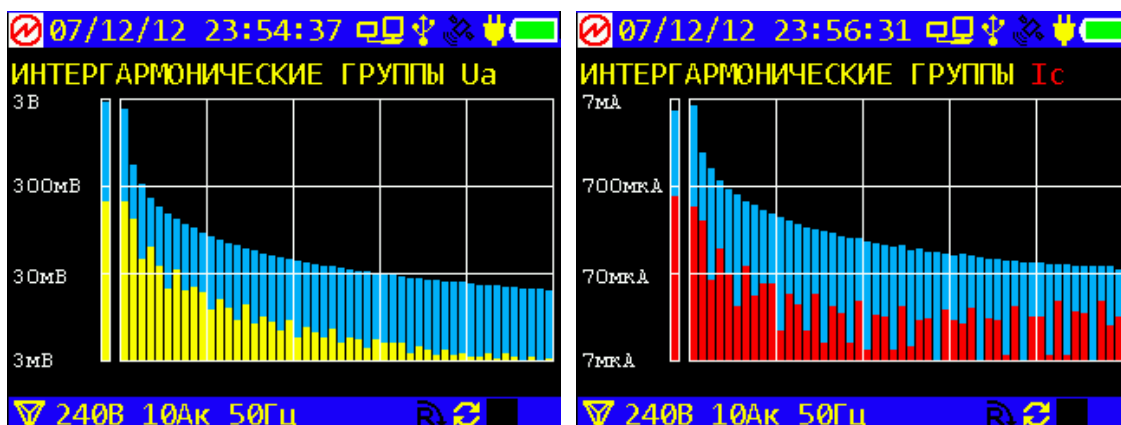 07/12/12 23:54:37
ИНТЕРГАРМОНИЧЕСКИЕ ГРУППЫ Ua
3В
300мВ
30мВ
3мВ
240В 10Ак 50Гц R
07/12/12 23:56:31
ИНТЕРГАРМОНИЧЕСКИЕ ГРУППЫ Ic
7мА
700мкА
70мкА
7мкА
240В 10Ак 50Гц R